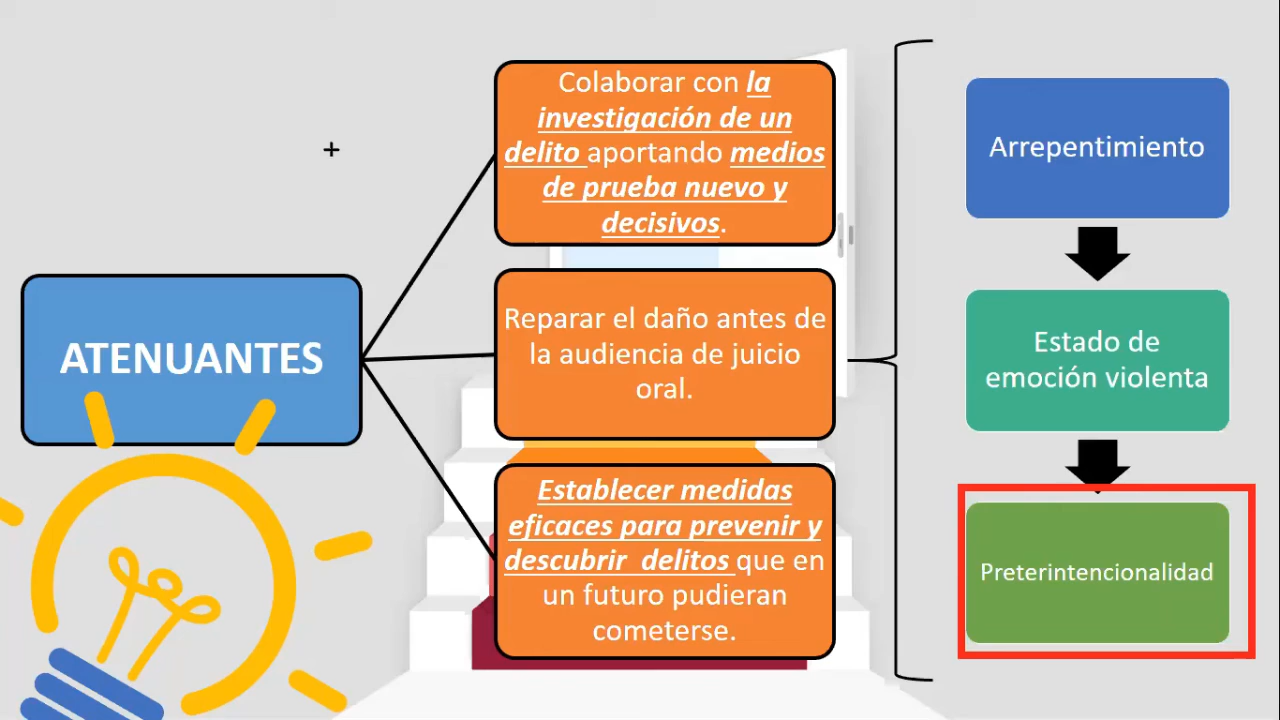 ATENUANTES
Colaborar con la
investigación de un
delito aportando medios
de prueba nuevo y
decisivos.
Reparar el daño antes de
la audiencia de juicio
oral.
Establecer medidas
eficaces para prevenir y
descubrir delitos que en
un futuro pudieran
cometerse.
Arrepentimiento
Estado de
emoción violenta
Preterintencionalidad